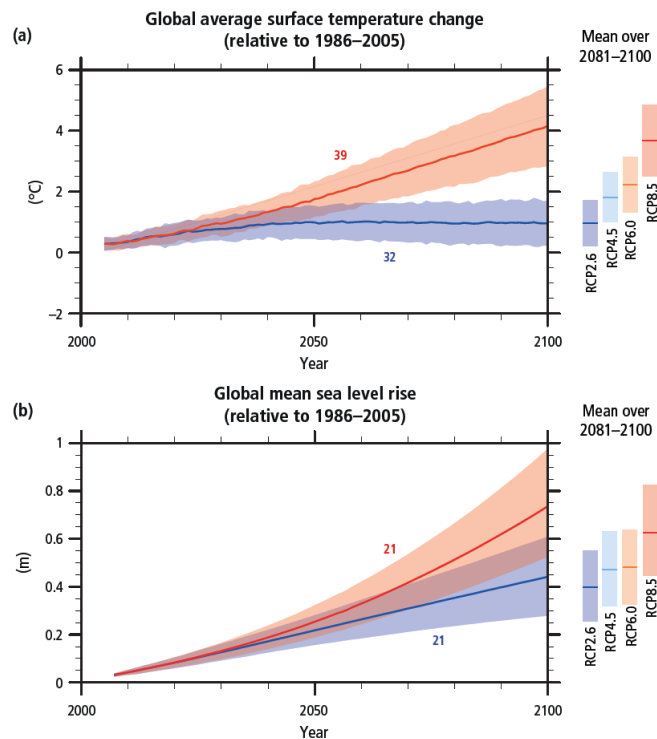 Global average surface temperature change
(relative to 1986–2005)
(a)
Mean over
2081–2100
6
4
2
0
–2
(°C)
39
32
2000
2050
2100
Year
RCP2.6
RCP4.5
RCP6.0
RCP8.5
Global mean sea level rise
(relative to 1986–2005)
(b)
Mean over
2081–2100
1
0.8
0.6
0.4
0.2
0
(m)
21
21
2000
2050
2100
Year
RCP2.6
RCP4.5
RCP6.0
RCP8.5